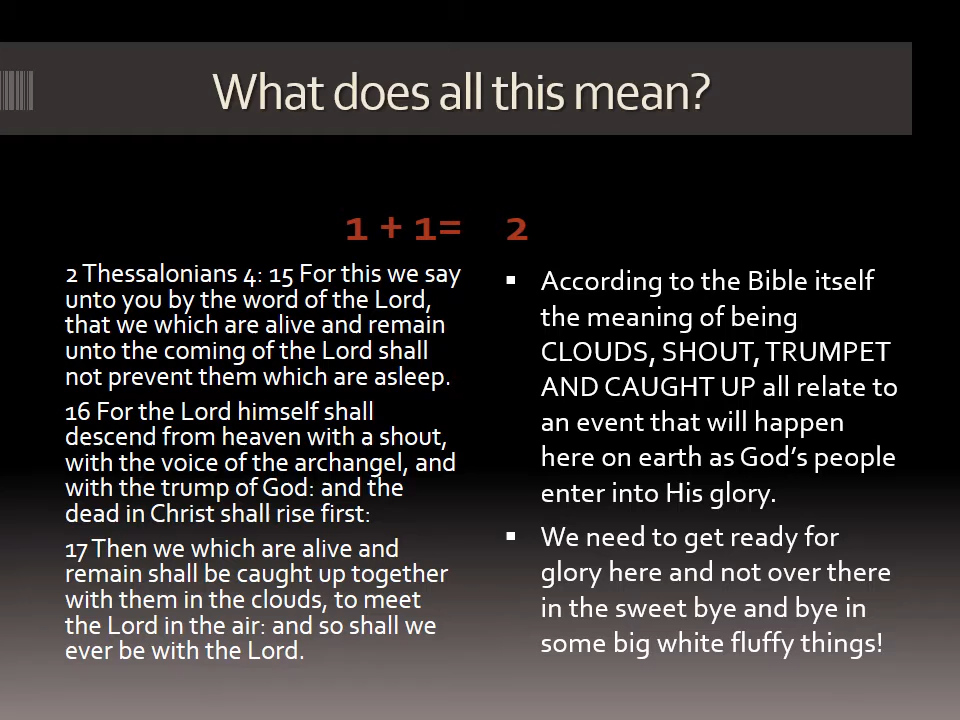 What does all this mean?
1 + 1=
2 Thessalonians 4: 15 For this we say
unto you by the word of the Lord,
that we which are alive and remain
unto the coming of the Lord shall
not prevent them which are asleep.
16 For the Lord himself shall
descend from heaven with a shout,
with the voice of the archangel, and
with the trump of God: and the
dead in Christ shall rise first:
17 Then we which are alive and
remain shall be caught up together
with them in the clouds, to meet
the Lord in the air: and so shall we
ever be with the Lord.
2
▪ According to the Bible itself
the meaning of being
CLOUDS, SHOUT, TRUMPET
AND CAUGHT UP all relate to
an event that will happen
here on earth as God’s people
enter into His glory.
▪ We need to get ready for
glory here and not over there
in the sweet bye and bye in
some big white fluffy things!